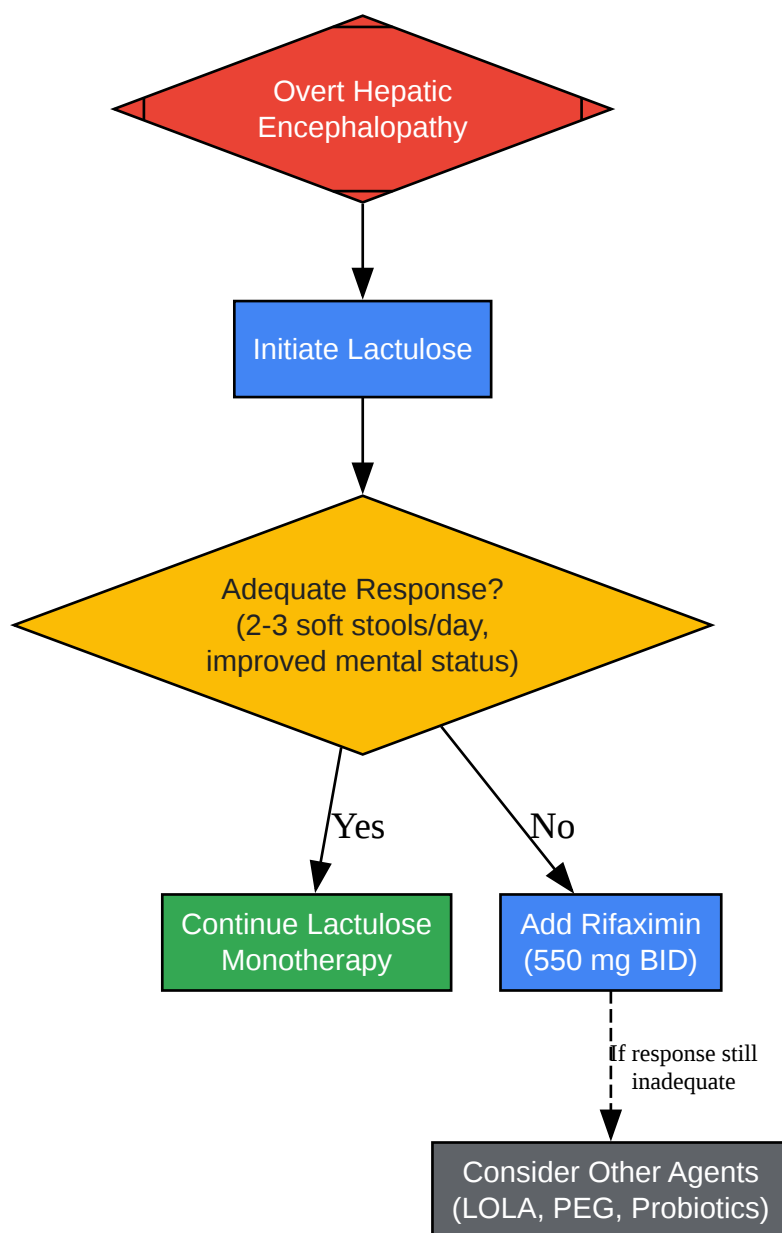 Overt Hepatic
Encephalopathy
Initiate Lactulose
Adequate Response?
(2-3 soft stools/day,
improved mental status)
Yes
No
Continue Lactulose
Monotherapy
Add Rifaximin
(550 mg BID)
If response still
inadequate
Consider Other Agents
(LOLA, PEG, Probiotics)